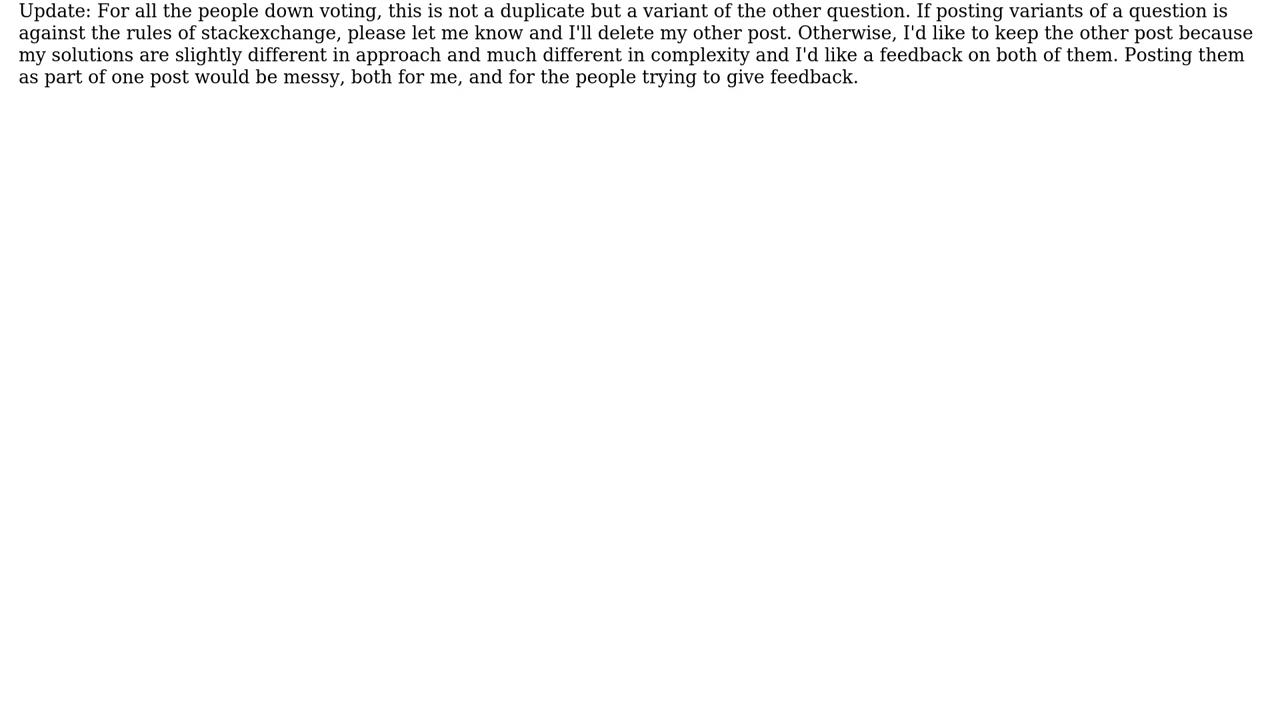 Update: For all the people down voting, this is not a duplicate but a variant of the other question. If posting variants of a question is
against the rules of stackexchange, please let me know and I'll delete my other post. Otherwise, I'd like to keep the other post because
my solutions are slightly different in approach and much different in complexity and I'd like a feedback on both of them. Posting them
as part of one post would be messy, both for me, and for the people trying to give feedback.